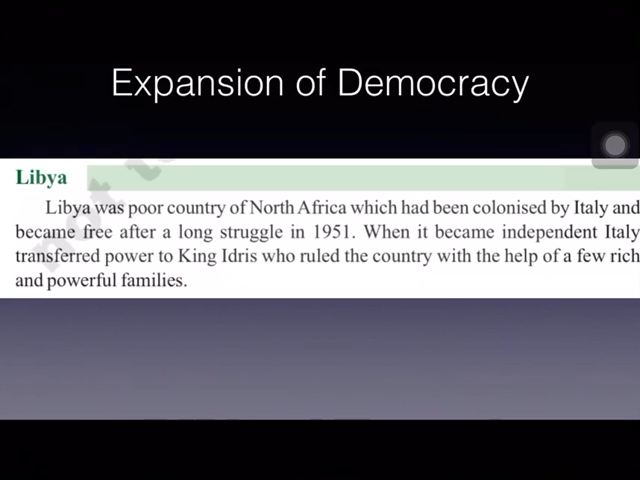 Expansion of Democracy
Libya
Libya was poor country of North Africa which had been colonised by Italy and
became free after a long struggle in 1951. When it became independent Italy
transferred power to King Idris who ruled the country with the help of a few rich
and powerful families.